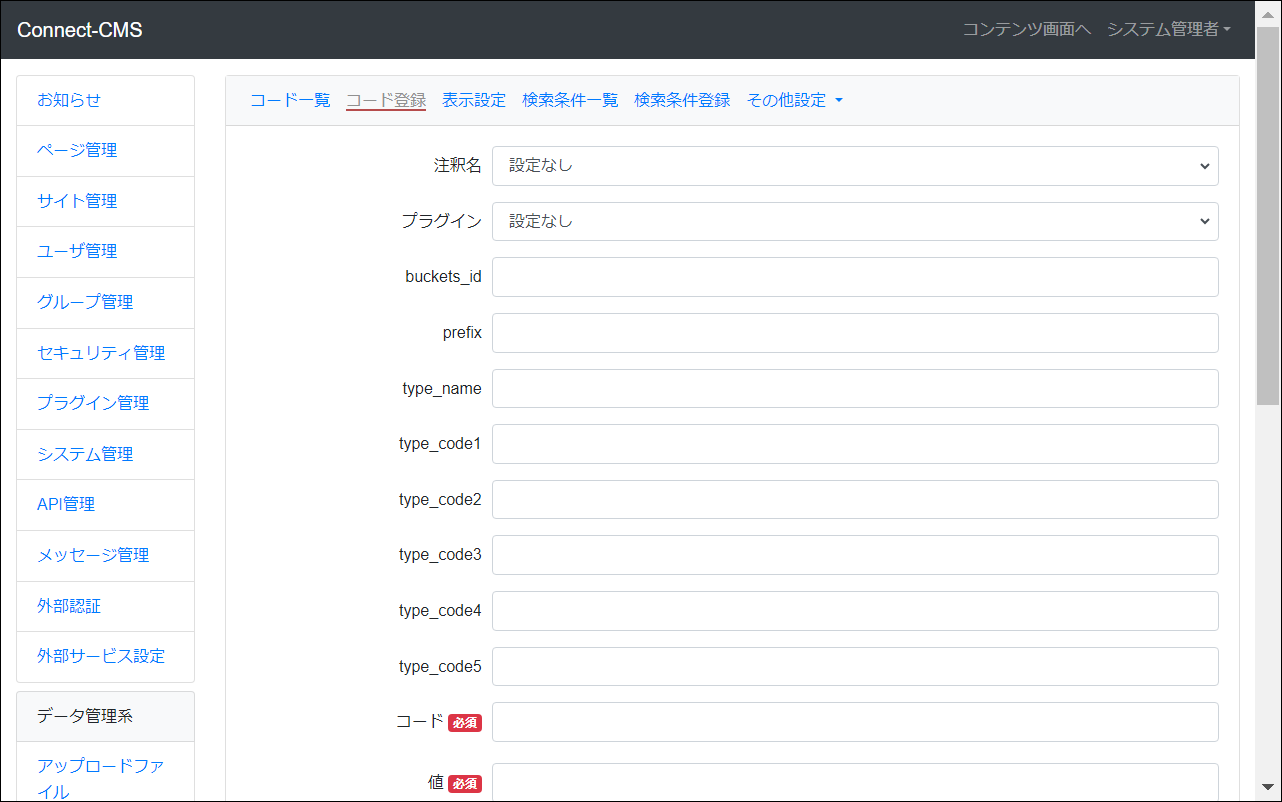 Connect-CMS
コンテンツ画面へ システム管理者
お知らせ
ページ管理
サイト管理
ユーザ管理
グループ管理
セキュリティ管理
プラグイン管理
システム管理
API管理
メッセージ管理
外部認証
外部サービス設定
データ管理系
アップロードファ
イル
コード一覧 コード登録 表示設定 検索条件一覧 検索条件登録 その他設定
注釈名 設定なし
プラグイン 設定なし
buckets_id
prefix
type_name
type_code1
type_code2
type_code3
type_code4
type_code5
コード 必須
値 必須